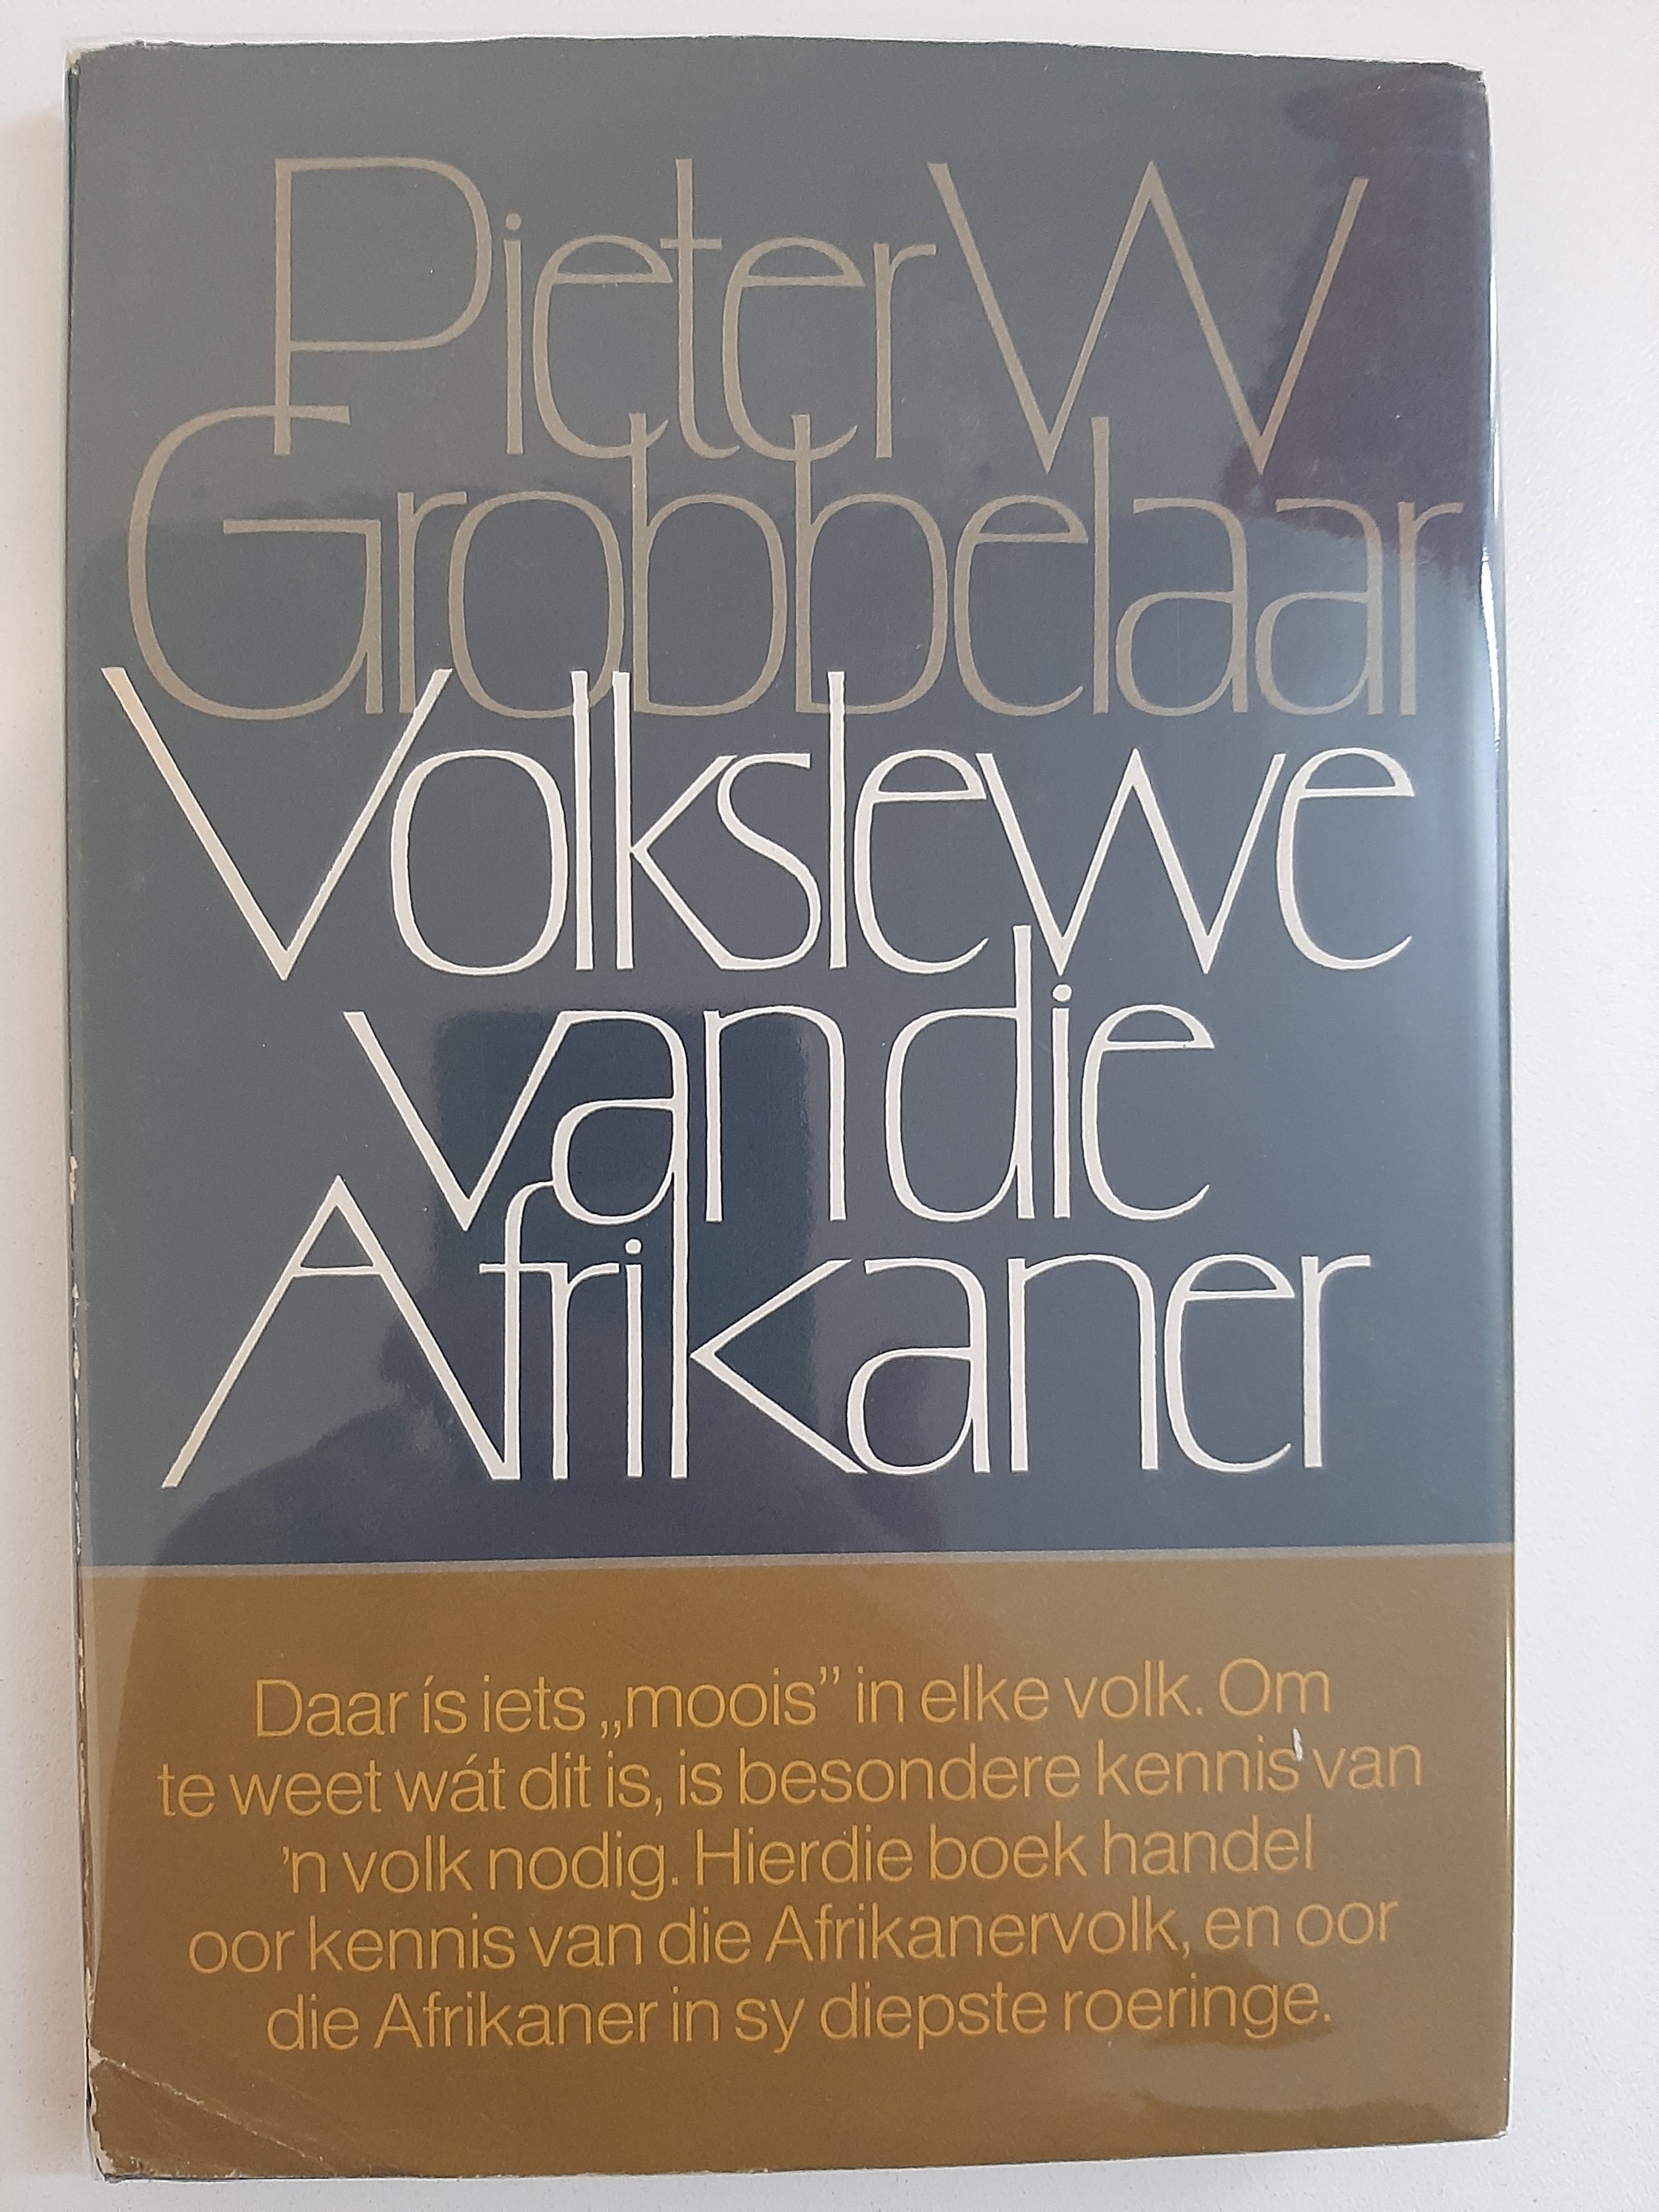 Pieter W
Grobbelaar
Volkslewe
van die
Afrikaner
Daar ís iets „moois” in elke volk. Om
te weet wát dit is, is besondere kennis van
’n volk nodig. Hierdie boek handel
oor kennis van die Afrikanervolk, en oor
die Afrikaner in sy diepste roeringe.